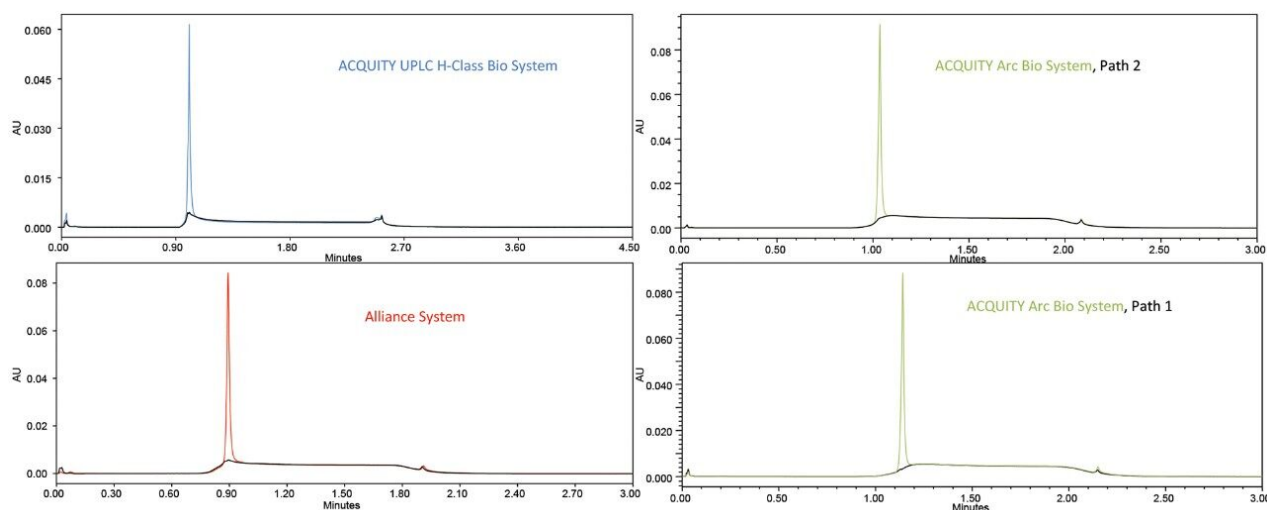 0.060
0.045
0.030
0.015
0.000
AU
ACQUITY UPLC H-Class Bio System
0.00 0.90 1.80 2.70 3.60 4.50
Minutes
0.08
0.06
0.04
0.02
0.00
AU
ACQUITY Arc Bio System, Path 2
0.00 0.50 1.00 1.50 2.00 2.50 3.00
Minutes
0.08
0.06
0.04
0.02
0.00
AU
Alliance System
0.00 0.30 0.60 0.90 1.20 1.50 1.80 2.10 2.40 2.70 3.00
Minutes
0.080
0.060
0.040
0.020
0.000
AU
ACQUITY Arc Bio System, Path 1
0.00 0.50 1.00 1.50 2.00 2.50 3.00
Minutes